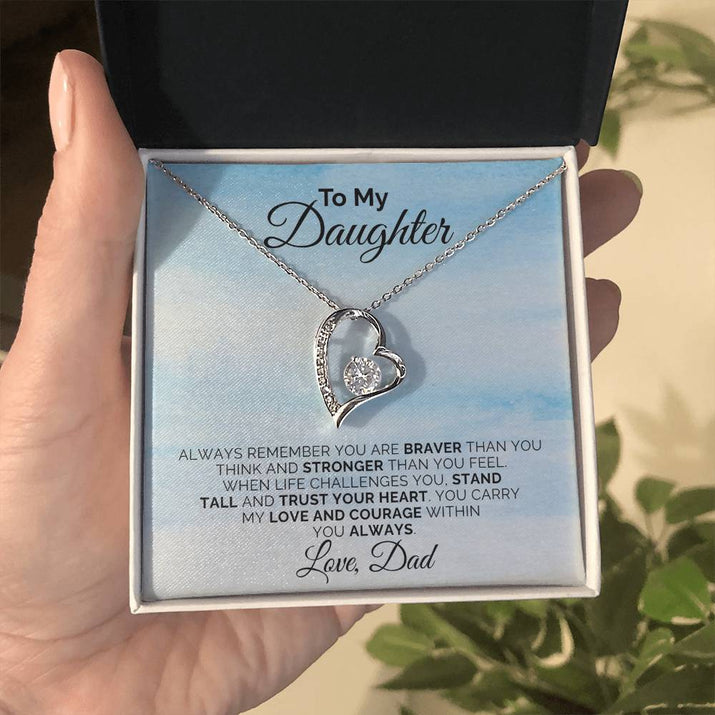 To My
Daughter
ALWAYS REMEMBER YOU ARE BRAVER THAN YOU
THINK AND STRONGER THAN YOU FEEL.
WHEN LIFE CHALLENGES YOU, STAND
TALL AND TRUST YOUR HEART. YOU CARRY
MY LOVE AND COURAGE WITHIN
YOU ALWAYS.
Love, Dad